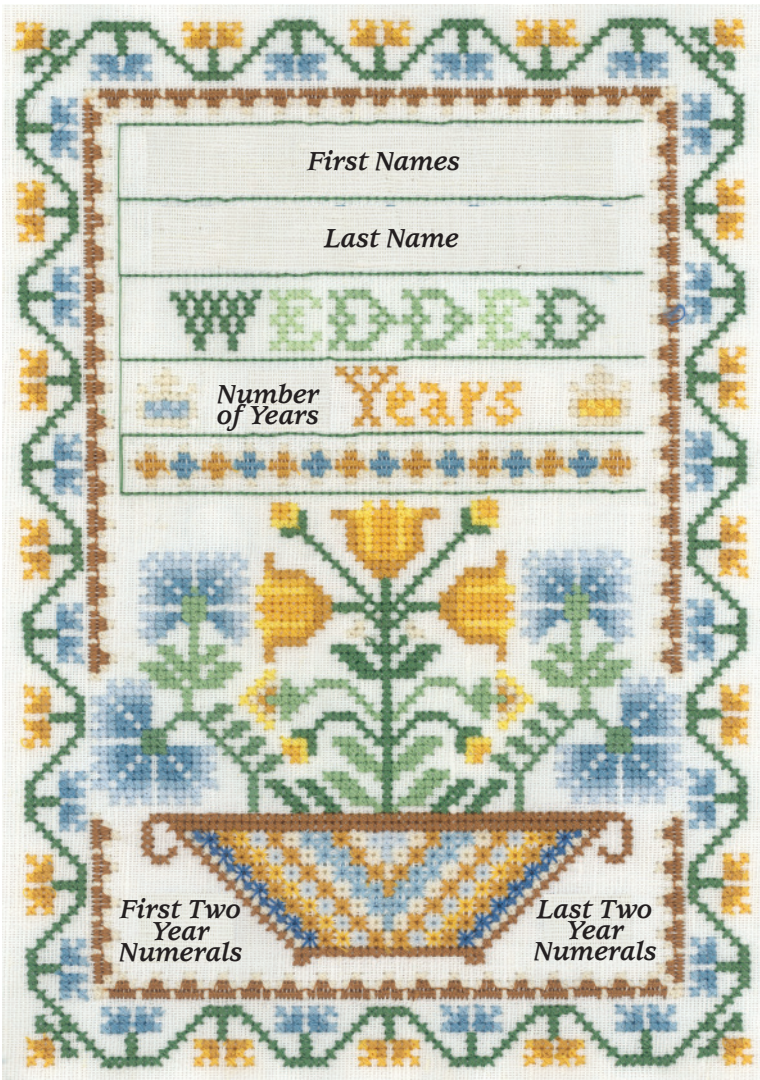 First Names
Last Name
WEDDED
Number
of Years
Years
First Two
Year
Numerals
Last Two
Year
Numerals